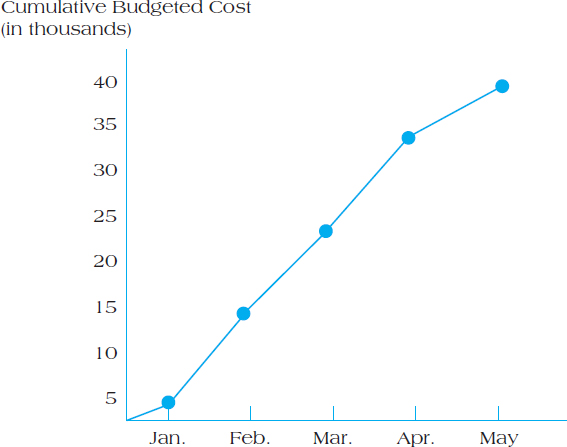 Cumulative Budgeted Cost
(in thousands)
40
35
30
25
20
15
10
5
Jan. Feb. Mar. Apr. May